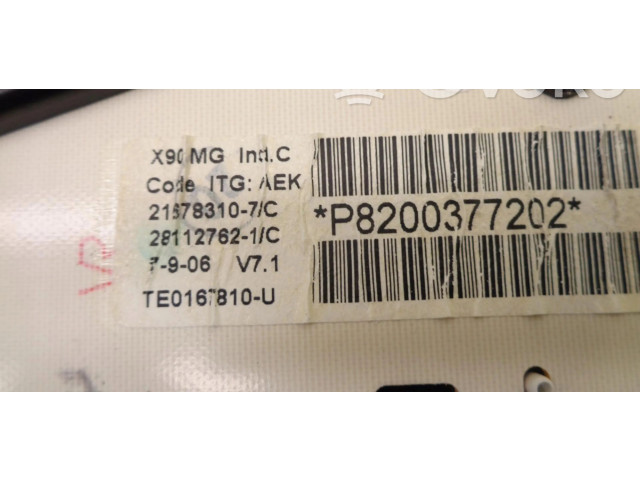 X90 MG Ind.C
Code ITG: AEK
21678310-7/C
28112762-1/C
7-9-06 V7.1
TE0167810-U
*P8200377202*